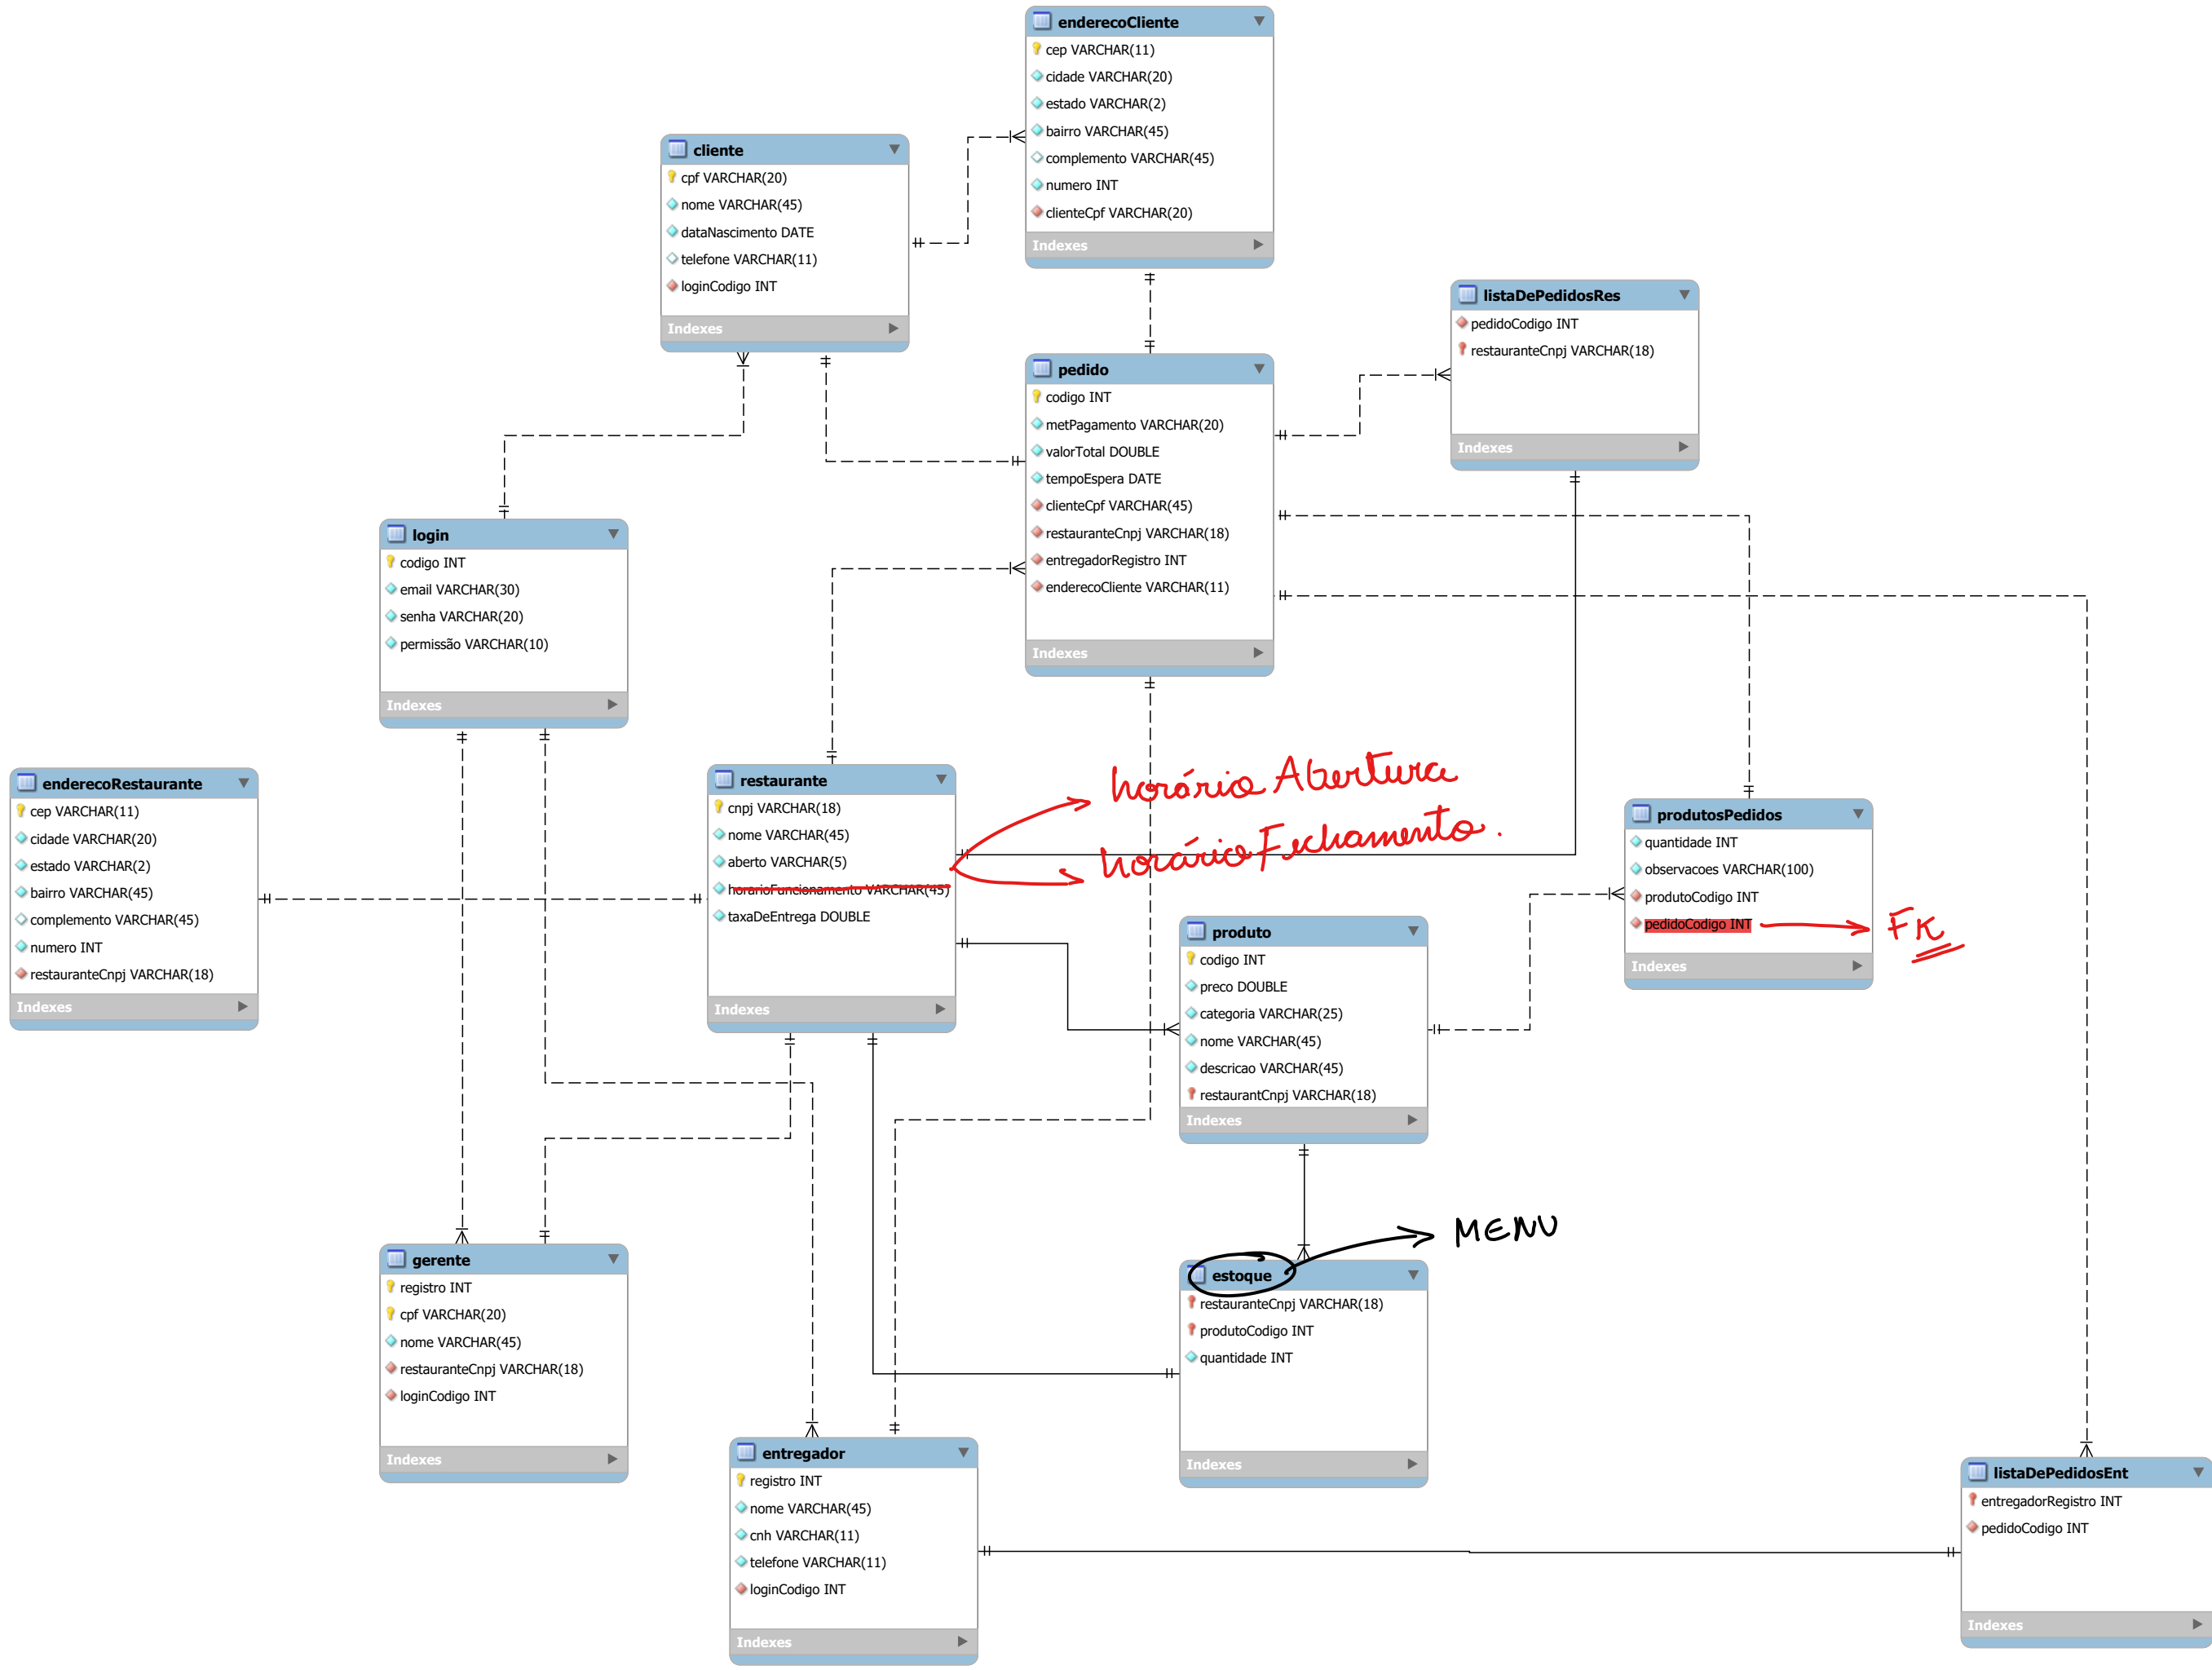 enderecoCliente
cep VARCHAR(11)
cidade VARCHAR(20)
estado VARCHAR(2)
bairro VARCHAR(45)
complemento VARCHAR(45)
numero INT
clienteCpf VARCHAR(20)
Indexes
cliente
cpf VARCHAR(20)
nome VARCHAR(45)
dataNascimento DATE
telefone VARCHAR(11)
loginCodigo INT
Indexes
listaDePedidosRes
pedidoCodigo INT
restauranteCnpj VARCHAR(18)
Indexes
pedido
codigo INT
metPagamento VARCHAR(20)
valorTotal DOUBLE
tempoEspera DATE
clienteCpf VARCHAR(45)
restauranteCnpj VARCHAR(18)
entregadorRegistro INT
enderecoCliente VARCHAR(11)
Indexes
login
codigo INT
email VARCHAR(30)
senha VARCHAR(20)
permissão VARCHAR(10)
Indexes
enderecoRestaurante
cep VARCHAR(11)
cidade VARCHAR(20)
estado VARCHAR(2)
bairro VARCHAR(45)
complemento VARCHAR(45)
numero INT
restauranteCnpj VARCHAR(18)
Indexes
restaurante
cnpj VARCHAR(18)
nome VARCHAR(45)
aberto VARCHAR(5)
horarioFuncionamento VARCHAR(45)
taxaDeEntrega DOUBLE
Indexes
horário Abertura
horário Fechamento.
produtosPedidos
quantidade INT
observacoes VARCHAR(100)
produtoCodigo INT
pedidoCodigo INT
Indexes
FK
produto
codigo INT
preco DOUBLE
categoria VARCHAR(25)
nome VARCHAR(45)
descricao VARCHAR(45)
restaurantCnpj VARCHAR(18)
Indexes
gerente
registro INT
cpf VARCHAR(20)
nome VARCHAR(45)
restauranteCnpj VARCHAR(18)
loginCodigo INT
Indexes
MENU
estoque
restauranteCnpj VARCHAR(18)
produtoCodigo INT
quantidade INT
Indexes
entregador
registro INT
nome VARCHAR(45)
cnh VARCHAR(11)
telefone VARCHAR(11)
loginCodigo INT
Indexes
listaDePedidosEnt
entregadorRegistro INT
pedidoCodigo INT
Indexes